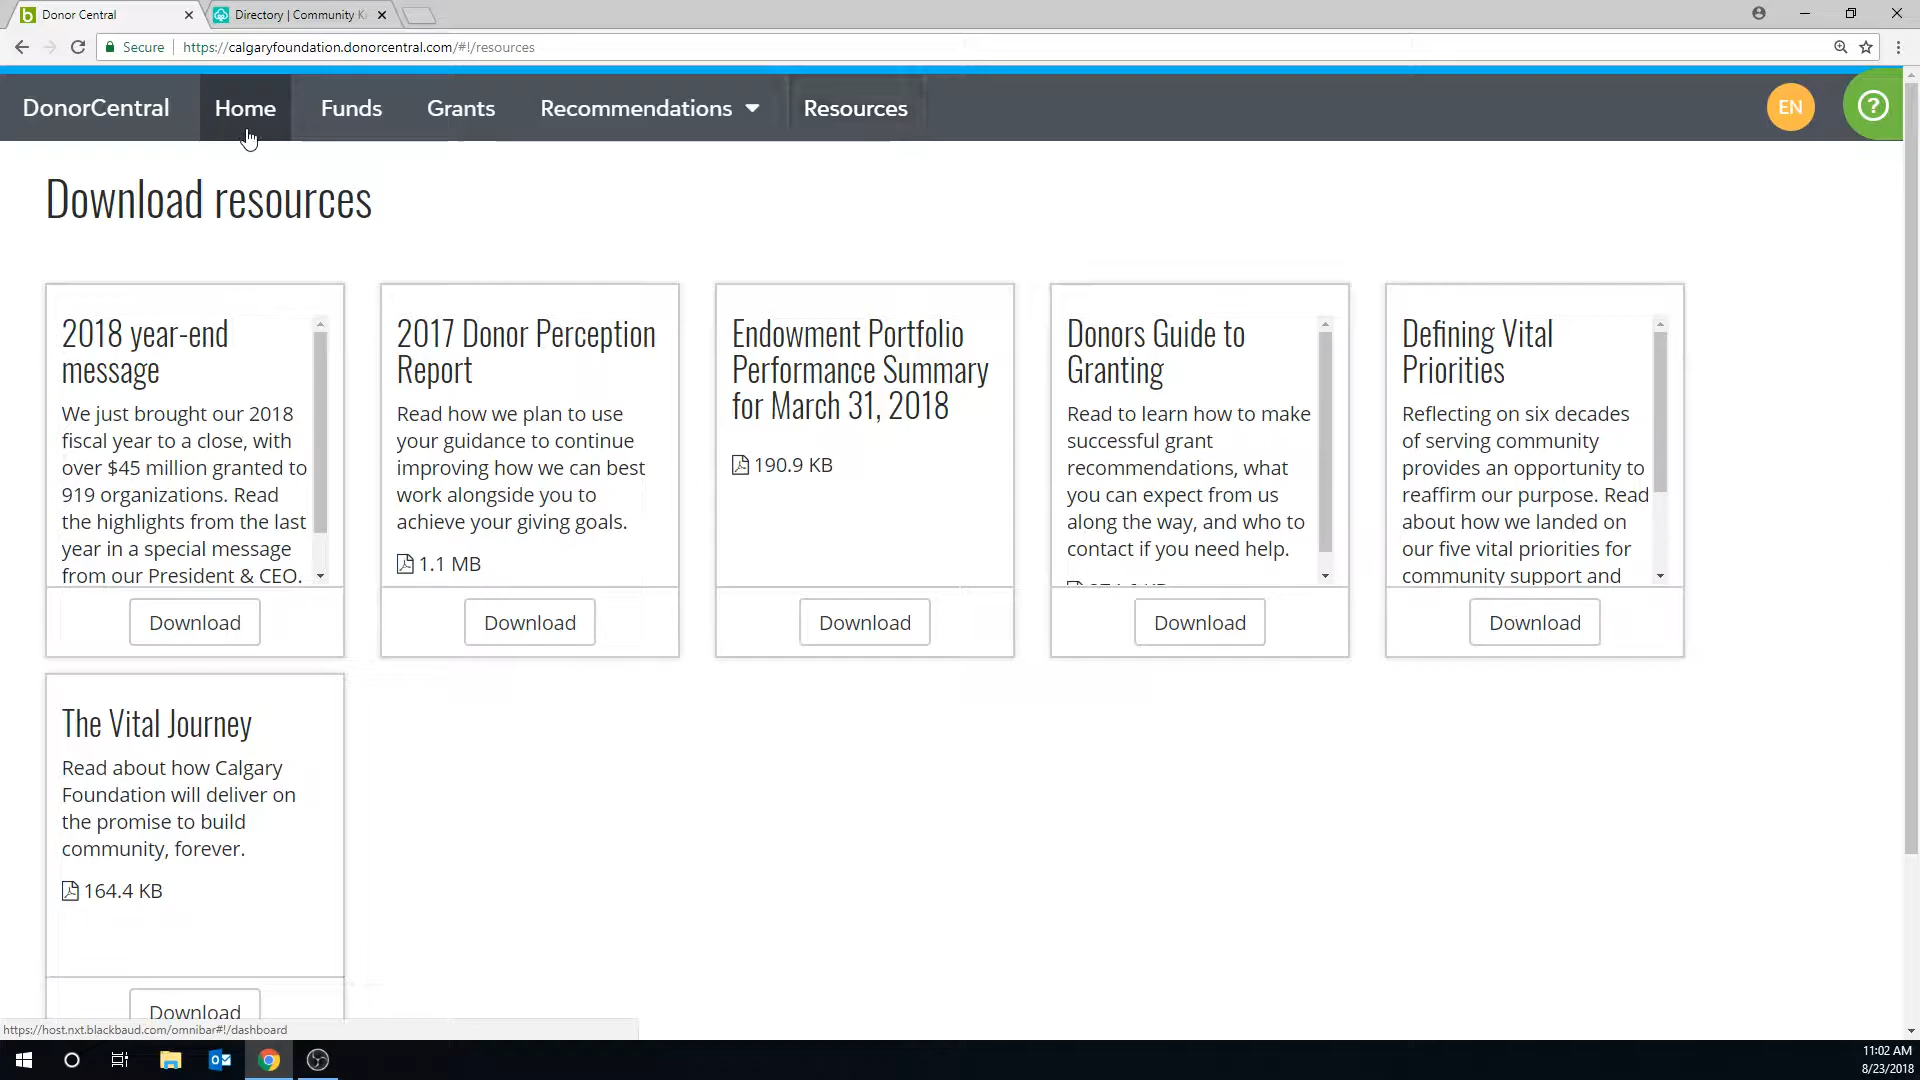 Donor Central
Directory | Community K
Secure
https://calgaryfoundation.donorcentral.com/#!/resources
DonorCentral
Home
Funds
Grants
Recommendations
Resources
EN
?
Download resources
2018 year-end
message
We just brought our 2018
fiscal year to a close, with
over $45 million granted to
919 organizations. Read
the highlights from the last
year in a special message
from our President & CEO.
Download
2017 Donor Perception
Report
Read how we plan to use
your guidance to continue
improving how we can best
work alongside you to
achieve your giving goals.
1.1 MB
Download
Endowment Portfolio
Performance Summary
for March 31, 2018
190.9 KB
Download
Donors Guide to
Granting
Read to learn how to make
successful grant
recommendations, what
you can expect from us
along the way, and who to
contact if you need help.
Download
Defining Vital
Priorities
Reflecting on six decades
of serving community
provides an opportunity to
reaffirm our purpose. Read
about how we landed on
our five vital priorities for
community support and
Download
The Vital Journey
Read about how Calgary
Foundation will deliver on
the promise to build
community, forever.
164.4 KB
Download
https://host.nxt.blackbaud.com/omnibar#!/dashboard
11:02 AM
8/23/2018